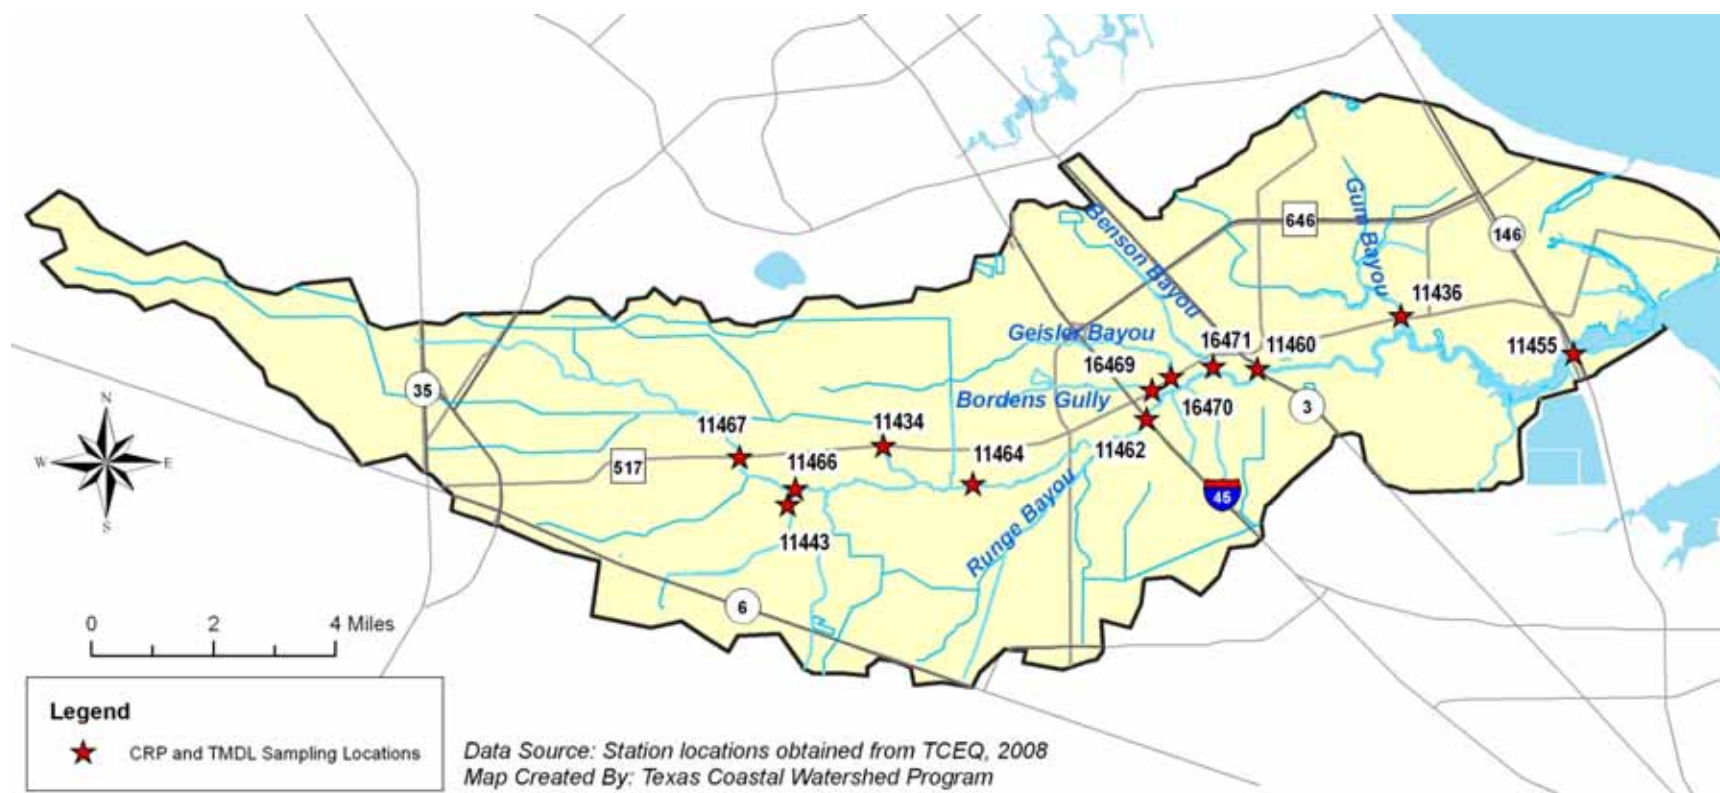 646
146
Gum Bayou
Benson Bayou
11436
Geisler Bayou
16471
11460
11455
16469
35
Bordens Gully
16470
3
11467
11434
11462
11466
11464
517
45
Runge Bayou
11443
6
N
W
E
S
0 2 4 Miles
Legend
CRP and TMDL Sampling Locations
Data Source: Station locations obtained from TCEQ, 2008
Map Created By: Texas Coastal Watershed Program